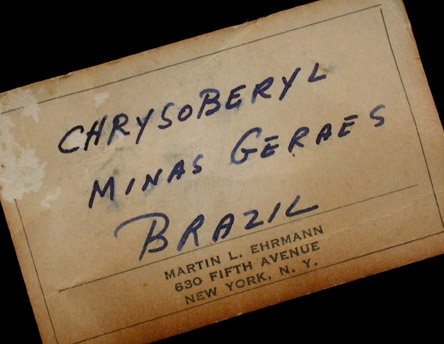 CHRYSOBERYL
MINAS GERAES
BRAZIL
MARTIN L. EHRMANN
630 FIFTH AVENUE
NEW YORK, N. Y.